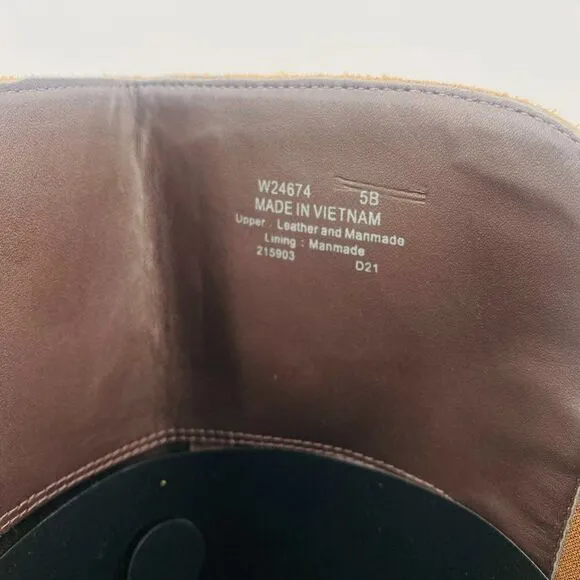 W24674 5B
MADE IN VIETNAM
Upper : Leather and Manmade
Lining : Manmade
215903 D21